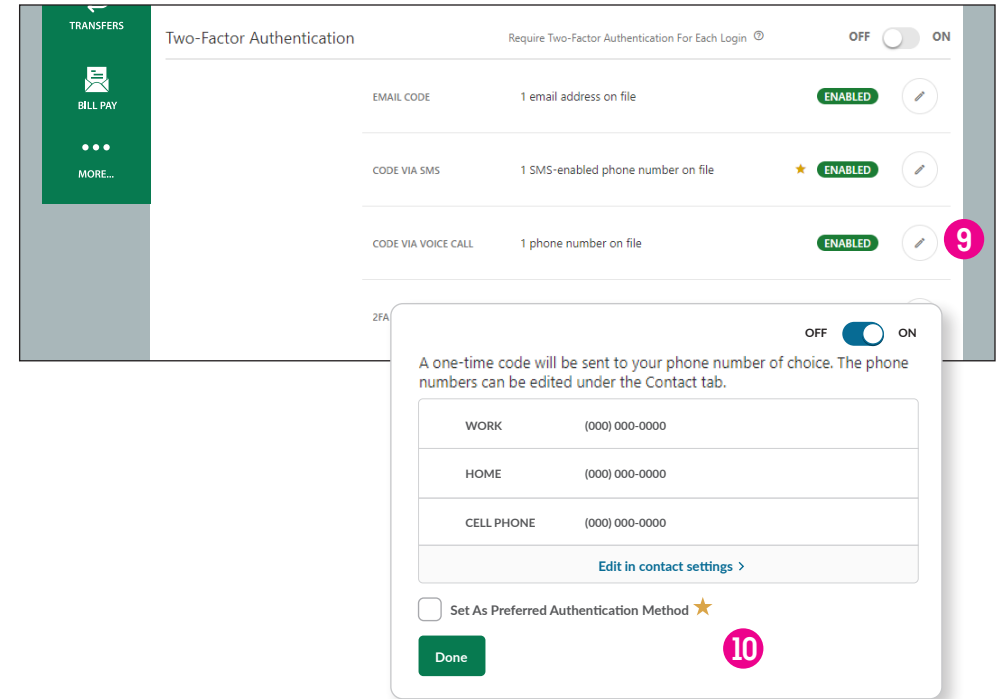 TRANSFERS
BILL PAY
MORE...
Two-Factor Authentication
Require Two-Factor Authentication For Each Login ?
OFF ON
EMAIL CODE 1 email address on file ENABLED
CODE VIA SMS 1 SMS-enabled phone number on file ENABLED
CODE VIA VOICE CALL 1 phone number on file ENABLED
9
2FA
OFF ON
A one-time code will be sent to your phone number of choice. The phone
numbers can be edited under the Contact tab.
WORK (000) 000-0000
HOME (000) 000-0000
CELL PHONE (000) 000-0000
Edit in contact settings >
Set As Preferred Authentication Method
10
Done